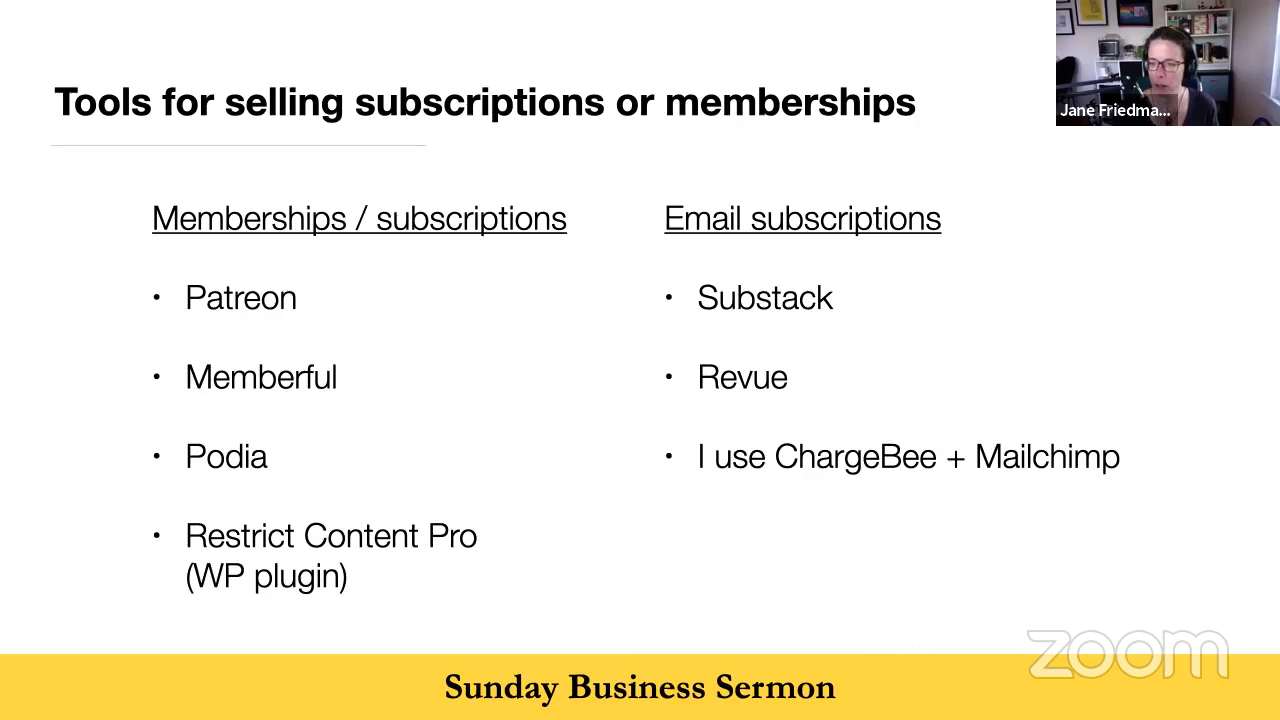 Tools for selling subscriptions or memberships
Jane Friedma...
Memberships / subscriptions
• Patreon
• Memberful
• Podia
• Restrict Content Pro
(WP plugin)
Email subscriptions
• Substack
• Revue
• I use ChargeBee + Mailchimp
zoom
Sunday Business Sermon